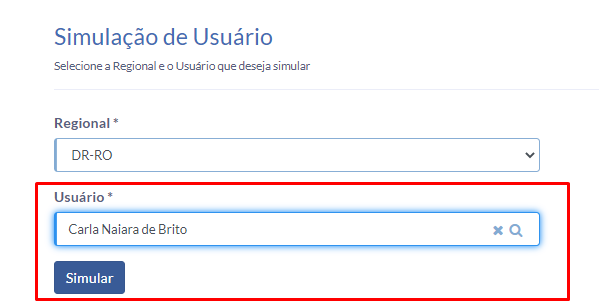 Simulação de Usuário
Selecione a Regional e o Usuário que deseja simular
Regional *
DR-RO
Usuário *
Carla Naiara de Brito
Simular